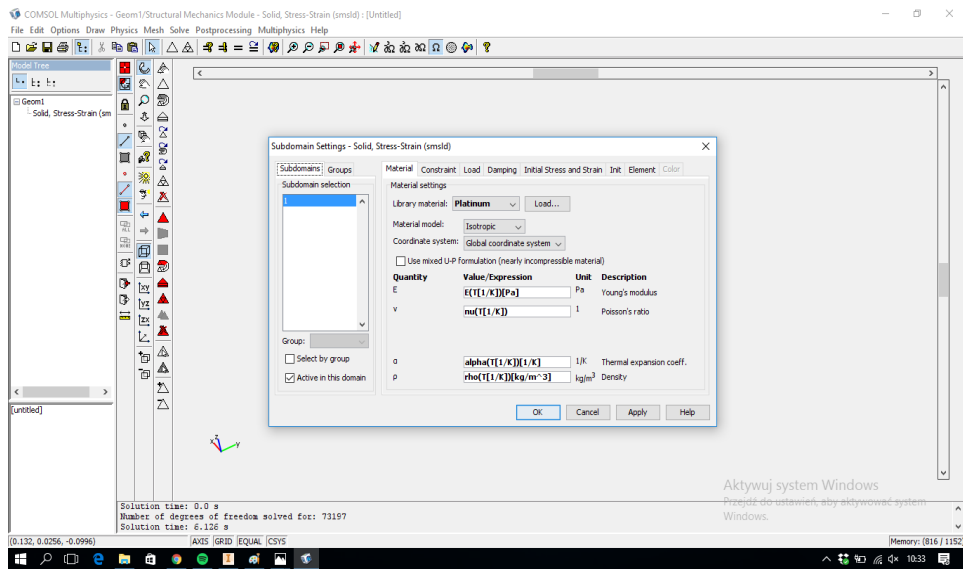 COMSOL Multiphysics - Geom1/Structural Mechanics Module - Solid, Stress-Strain (smsld) : [Untitled]
File Edit Options Draw Physics Mesh Solve Postprocessing Multiphysics Help
Model Tree
Geom1
Solid, Stress-Strain (sm
Subdomain Settings - Solid, Stress-Strain (smsld)
Subdomains Groups
Material Constraint Load Damping Initial Stress and Strain Init Element Color
Subdomain selection
1
Group:
Select by group
Active in this domain
Material settings
Library material: Platinum Load...
Material model: Isotropic
Coordinate system: Global coordinate system
Use mixed U-P formulation (nearly incompressible material)
Quantity Value/Expression Unit Description
E E(T[1/K])[Pa] Pa Young's modulus
ν nu(T[1/K]) 1 Poisson's ratio
α alpha(T[1/K])[1/K] 1/K Thermal expansion coeff.
ρ rho(T[1/K])[kg/m^3] kg/m³ Density
OK Cancel Apply Help
[untitled]
x z y
Aktywuj system Windows
Przejdź do ustawień, aby aktywować system
Windows.
Solution time: 0.0 s
Number of degrees of freedom solved for: 73197
Solution time: 6.126 s
(0.132, 0.0256, -0.0996) AXIS GRID EQUAL CSYS Memory: (816 / 1152
10:33